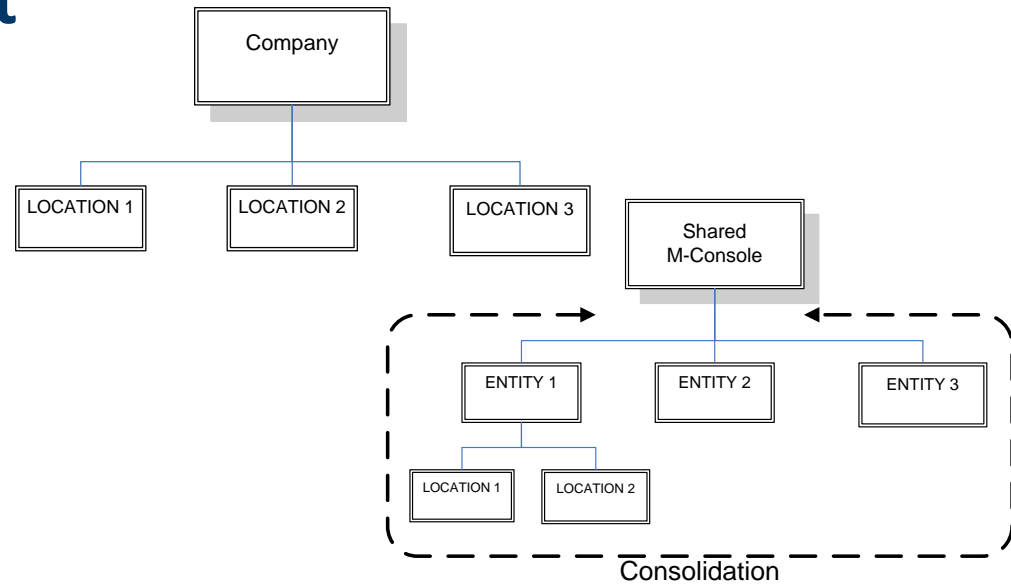 Company
LOCATION 1
LOCATION 2
LOCATION 3
Shared
M-Console
ENTITY 1
ENTITY 2
ENTITY 3
LOCATION 1
LOCATION 2
Consolidation